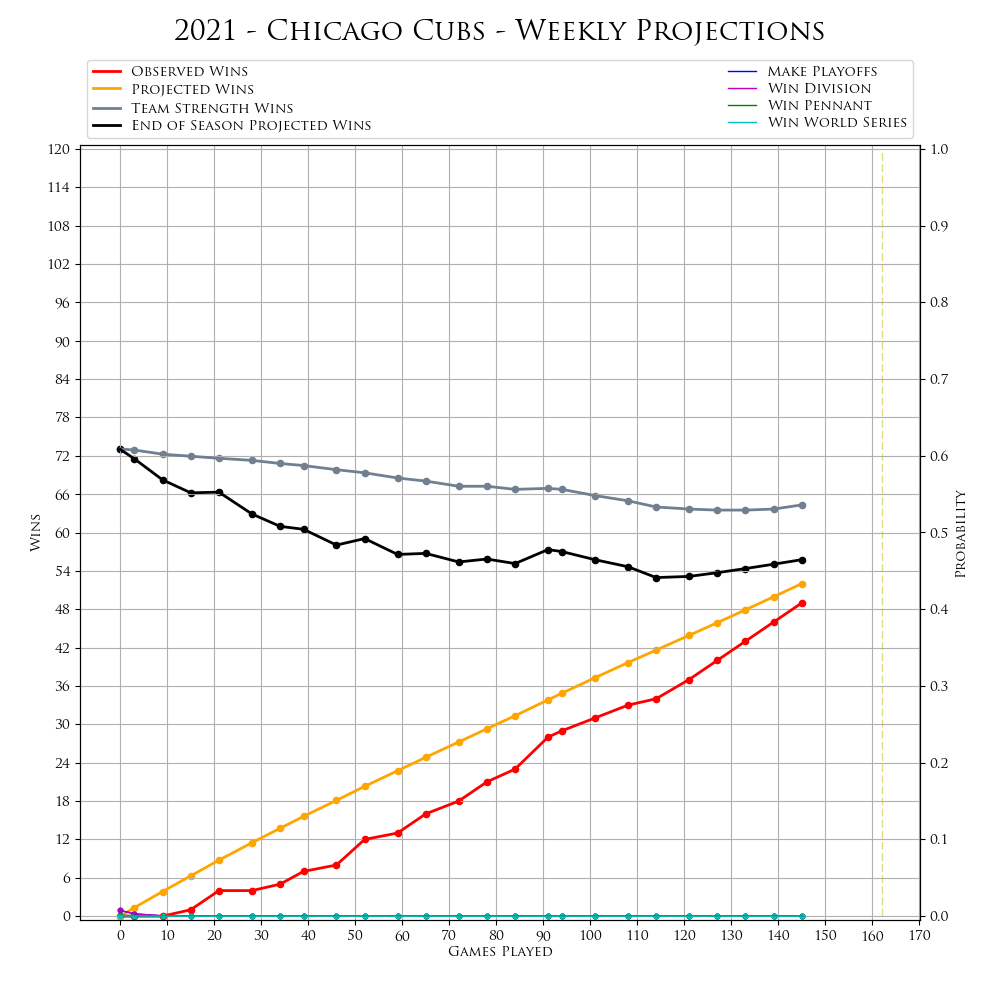 2021 - Chicago Cubs - Weekly Projections
Observed Wins
Projected Wins
Team Strength Wins
End of Season Projected Wins
Make Playoffs
Win Division
Win Pennant
Win World Series
120
114
108
102
96
90
84
78
72
66
60
54
48
42
36
30
24
18
12
6
0
Wins
1.0
0.9
0.8
0.7
0.6
0.5
0.4
0.3
0.2
0.1
0.0
Probability
0 10 20 30 40 50 60 70 80 90 100 110 120 130 140 150 160 170
Games Played